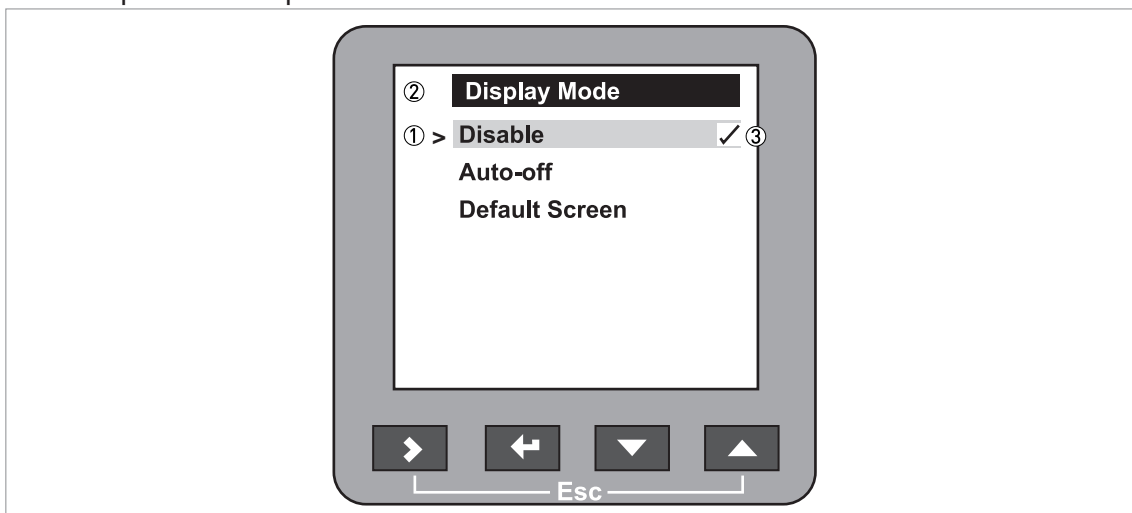 ② Display Mode
① > Disable ✓ ③
Auto-off
Default Screen
Esc